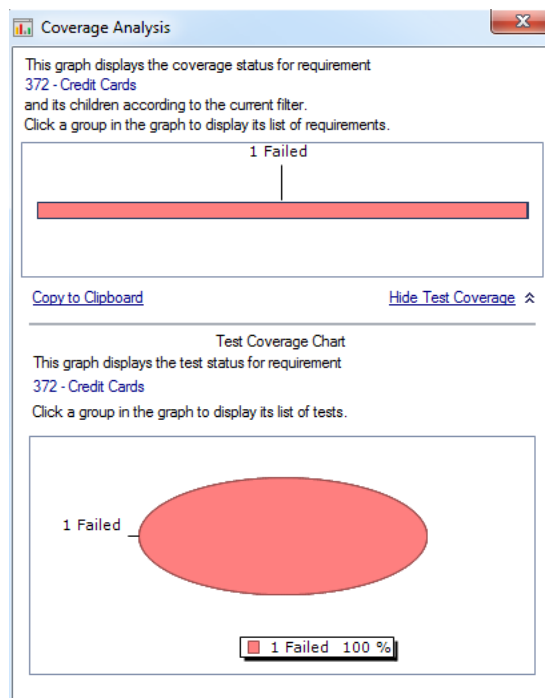 Coverage Analysis
This graph displays the coverage status for requirement
372 - Credit Cards
and its children according to the current filter.
Click a group in the graph to display its list of requirements.
1 Failed
Copy to Clipboard Hide Test Coverage
Test Coverage Chart
This graph displays the test status for requirement
372 - Credit Cards
Click a group in the graph to display its list of tests.
1 Failed
1 Failed 100 %